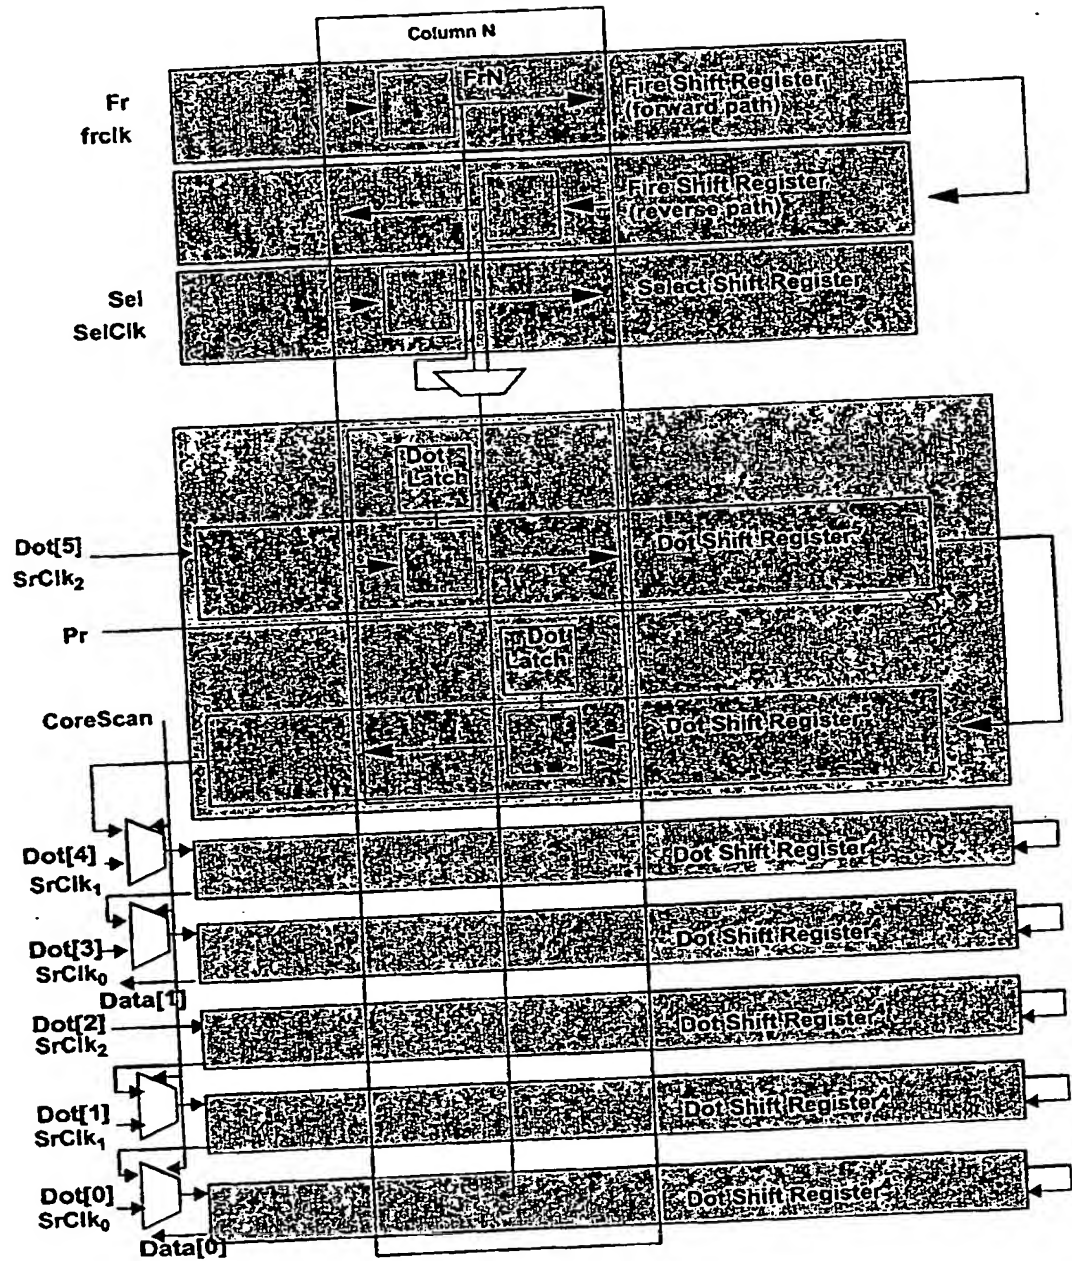 Column N
FrN
Fr
frclk
Fire Shift Register
(forward path)
Fire Shift Register
(reverse path)
Sel
SelClk
Select Shift Register
Dot
Latch
Dot[5]
SrClk2
Dot Shift Register
Pr
Dot
Latch
CoreScan
Dot Shift Register
Dot[4]
SrClk1
Dot Shift Register
Dot[3]
SrClk0
Dot Shift Register
Data[1]
Dot[2]
SrClk2
Dot Shift Register
Dot[1]
SrClk1
Dot Shift Register
Dot[0]
SrClk0
Dot Shift Register
Data[0]